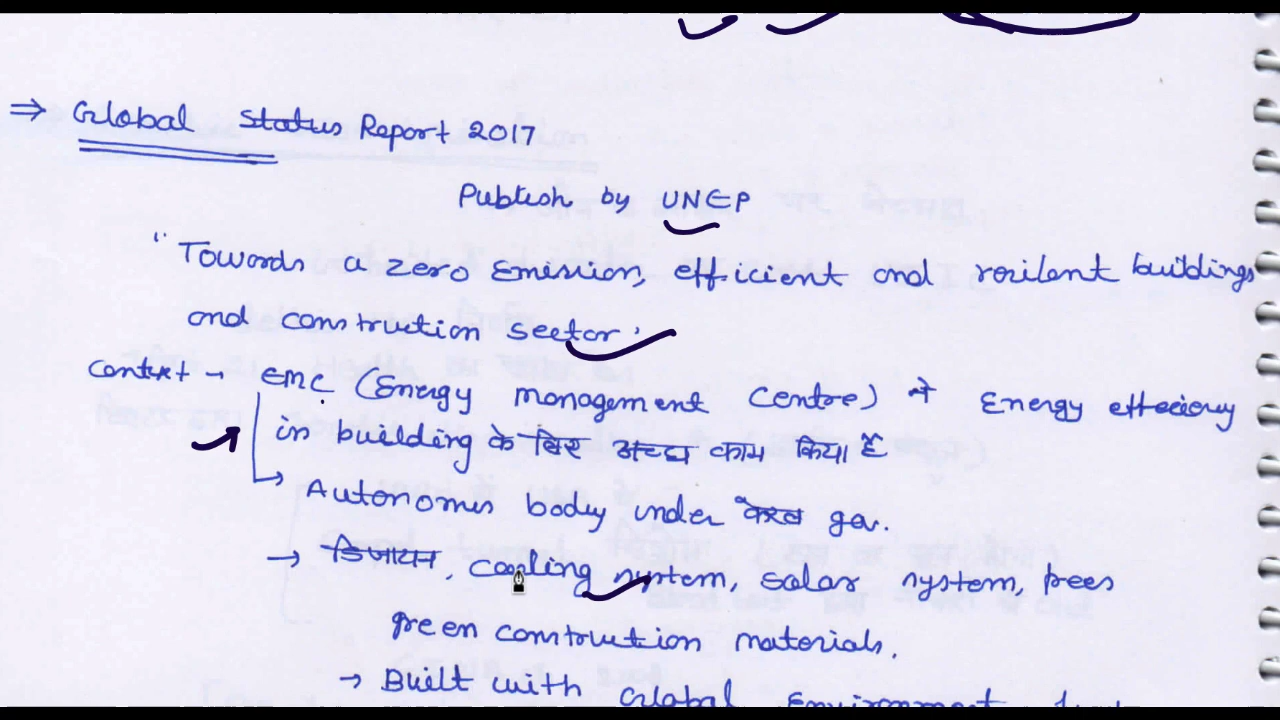 ⇒ Global Status Report 2017
Publish by UNEP
" Towards a zero Emission, efficient and resilent buildings
and construction sector.
Context → EMC (Energy management Centre) ने Energy effeciency
in building के लिए अच्छा काम किया है
Autonomus body under केरल gov.
→ डिजायन, cooling system, solar system, trees
green construction materials.
→ Built with Global Environment